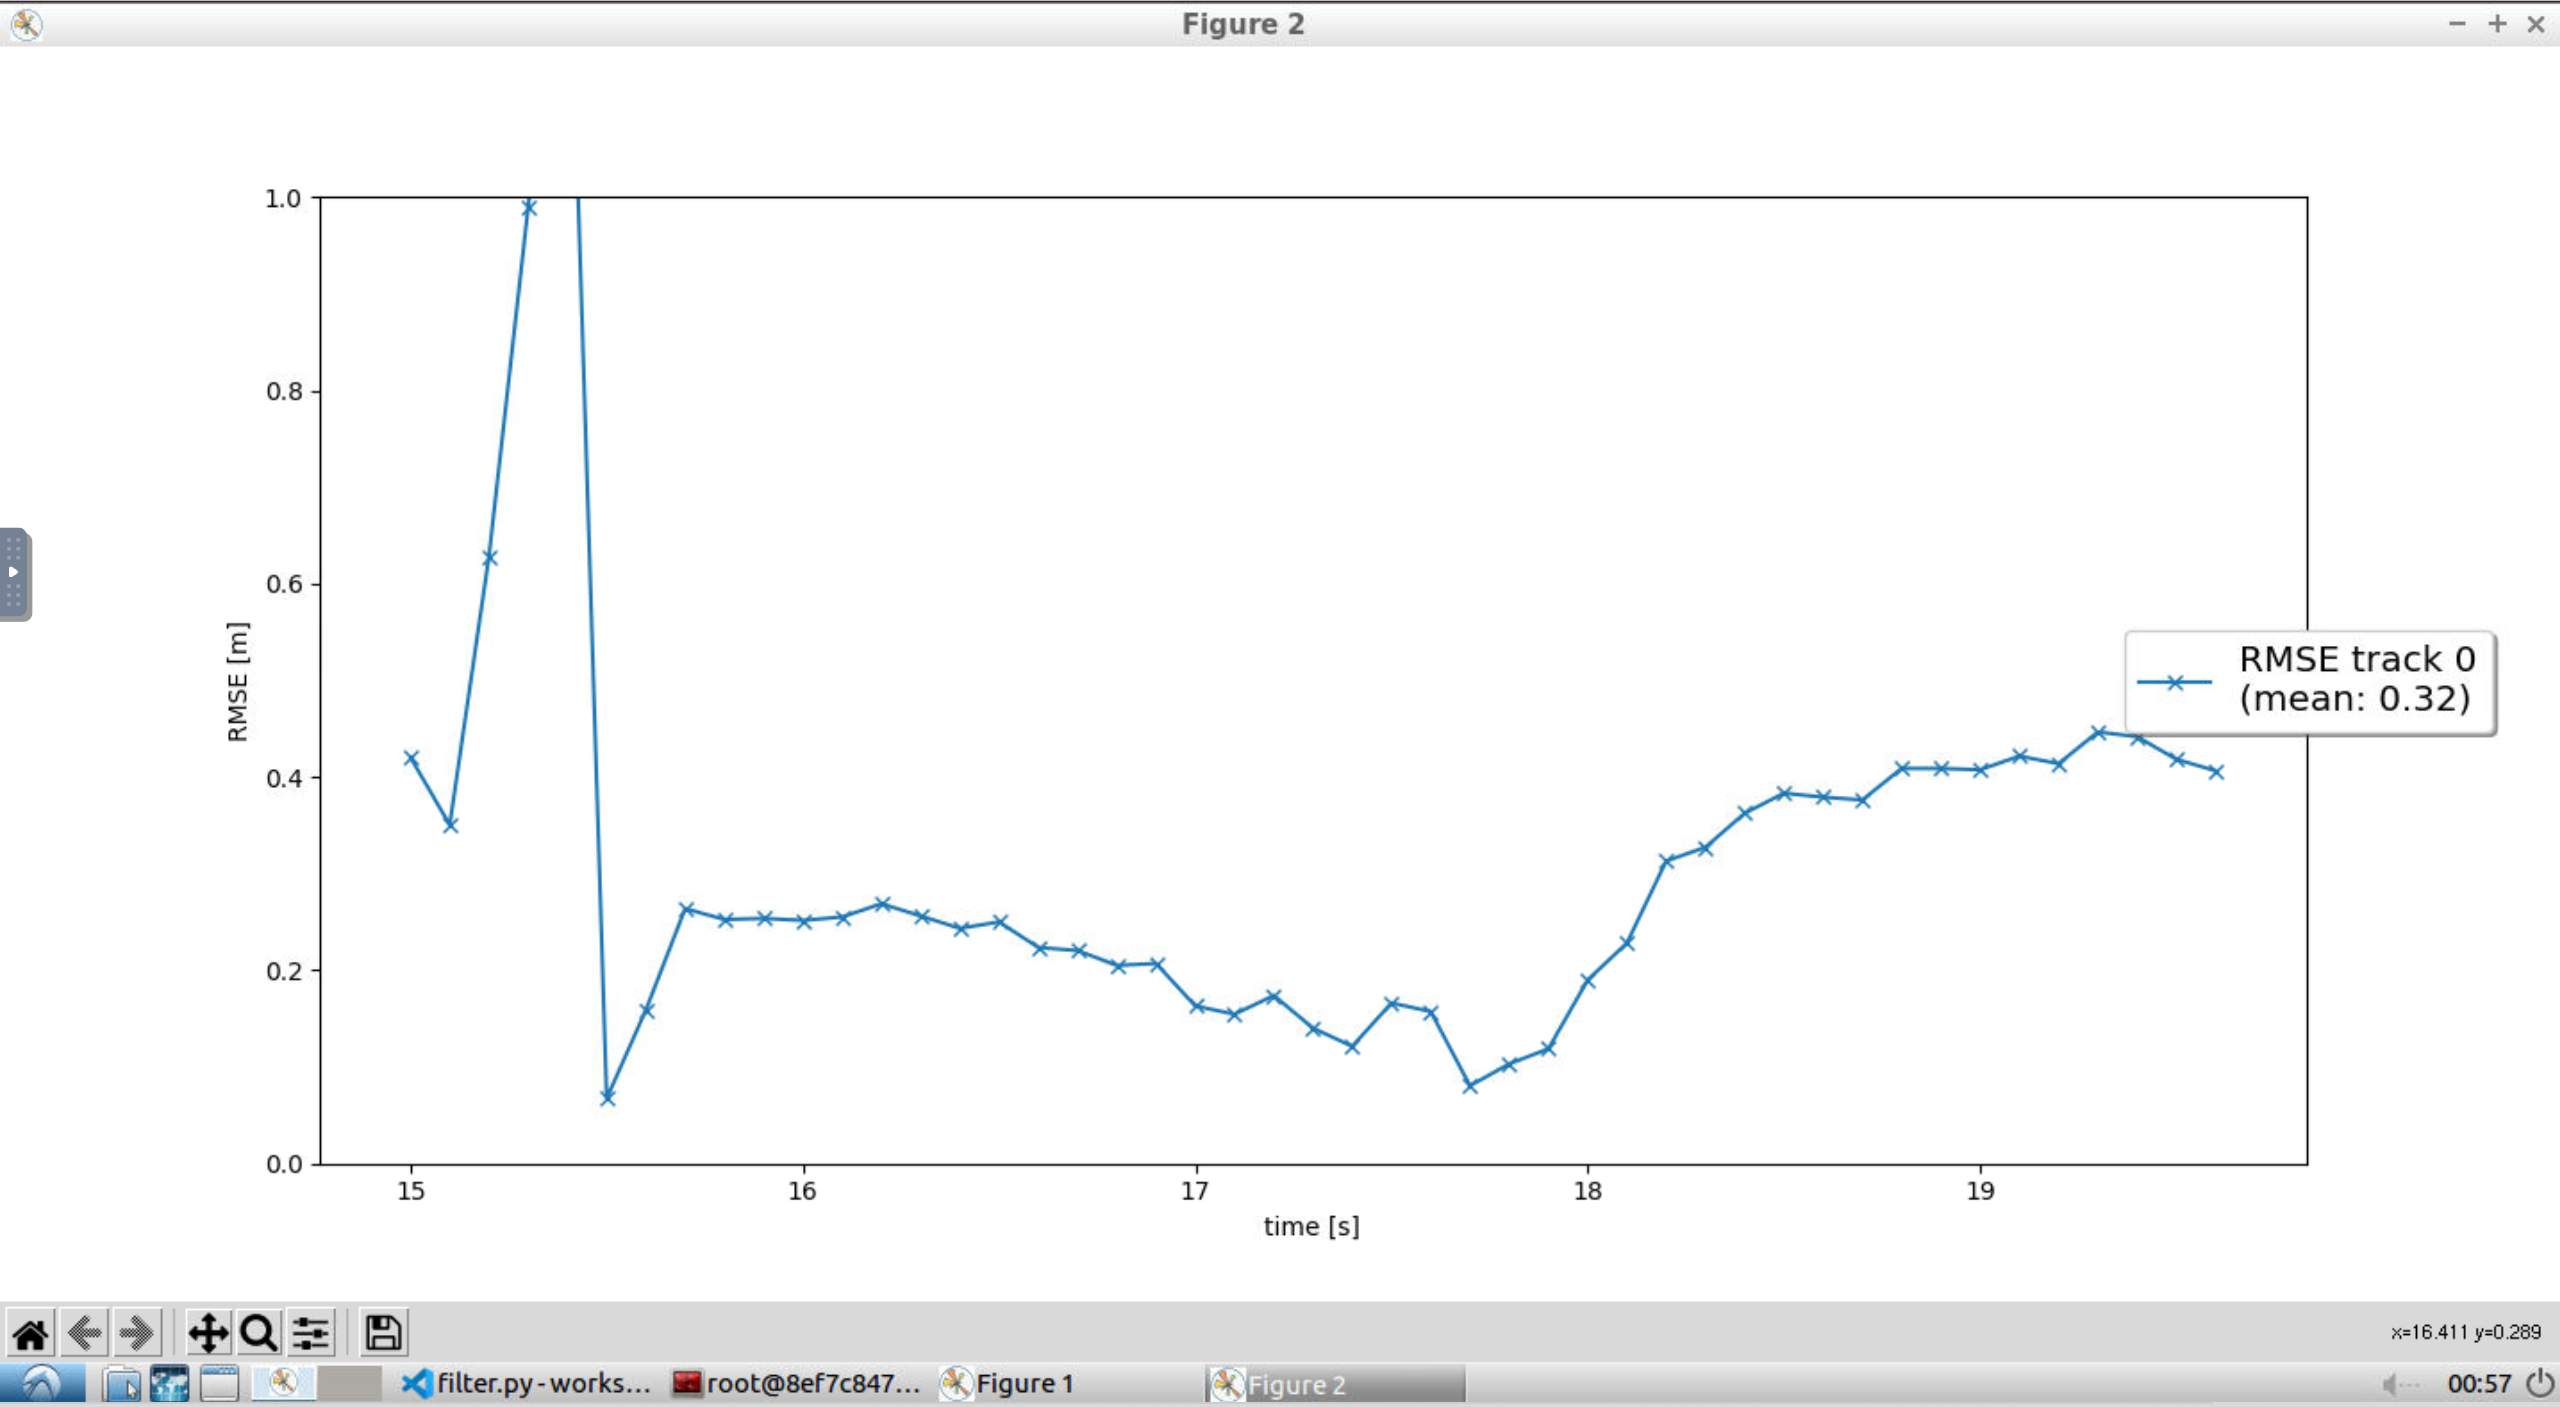 Figure 2
1.0
0.8
0.6
0.4
0.2
0.0
RMSE [m]
RMSE track 0
(mean: 0.32)
15 16 17 18 19
time [s]
x=16.411 y=0.289
filter.py - works... root@8ef7c847... Figure 1 Figure 2 00:57